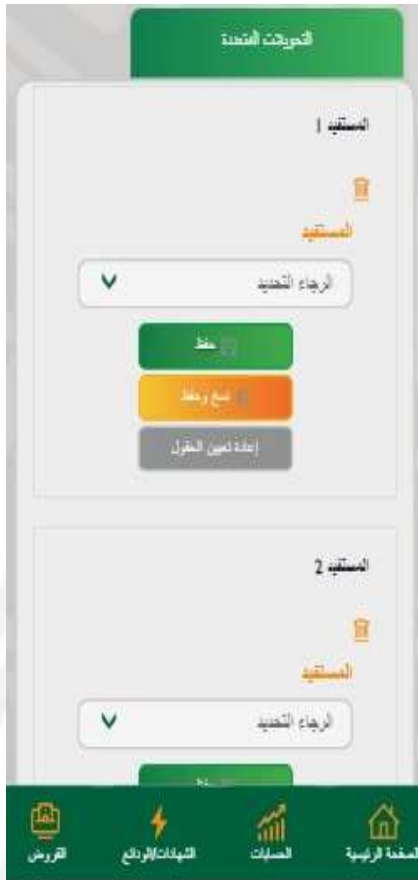 التحويلات المتعددة
المستفيد 1
المستفيد
الرجاء التحديد
حفظ
نسخ وحفظ
إعادة تعيين الحقول
المستفيد 2
المستفيد
الرجاء التحديد
حفظ
الصفحة الرئيسية
الحسابات
الشهادات/الودائع
القروض